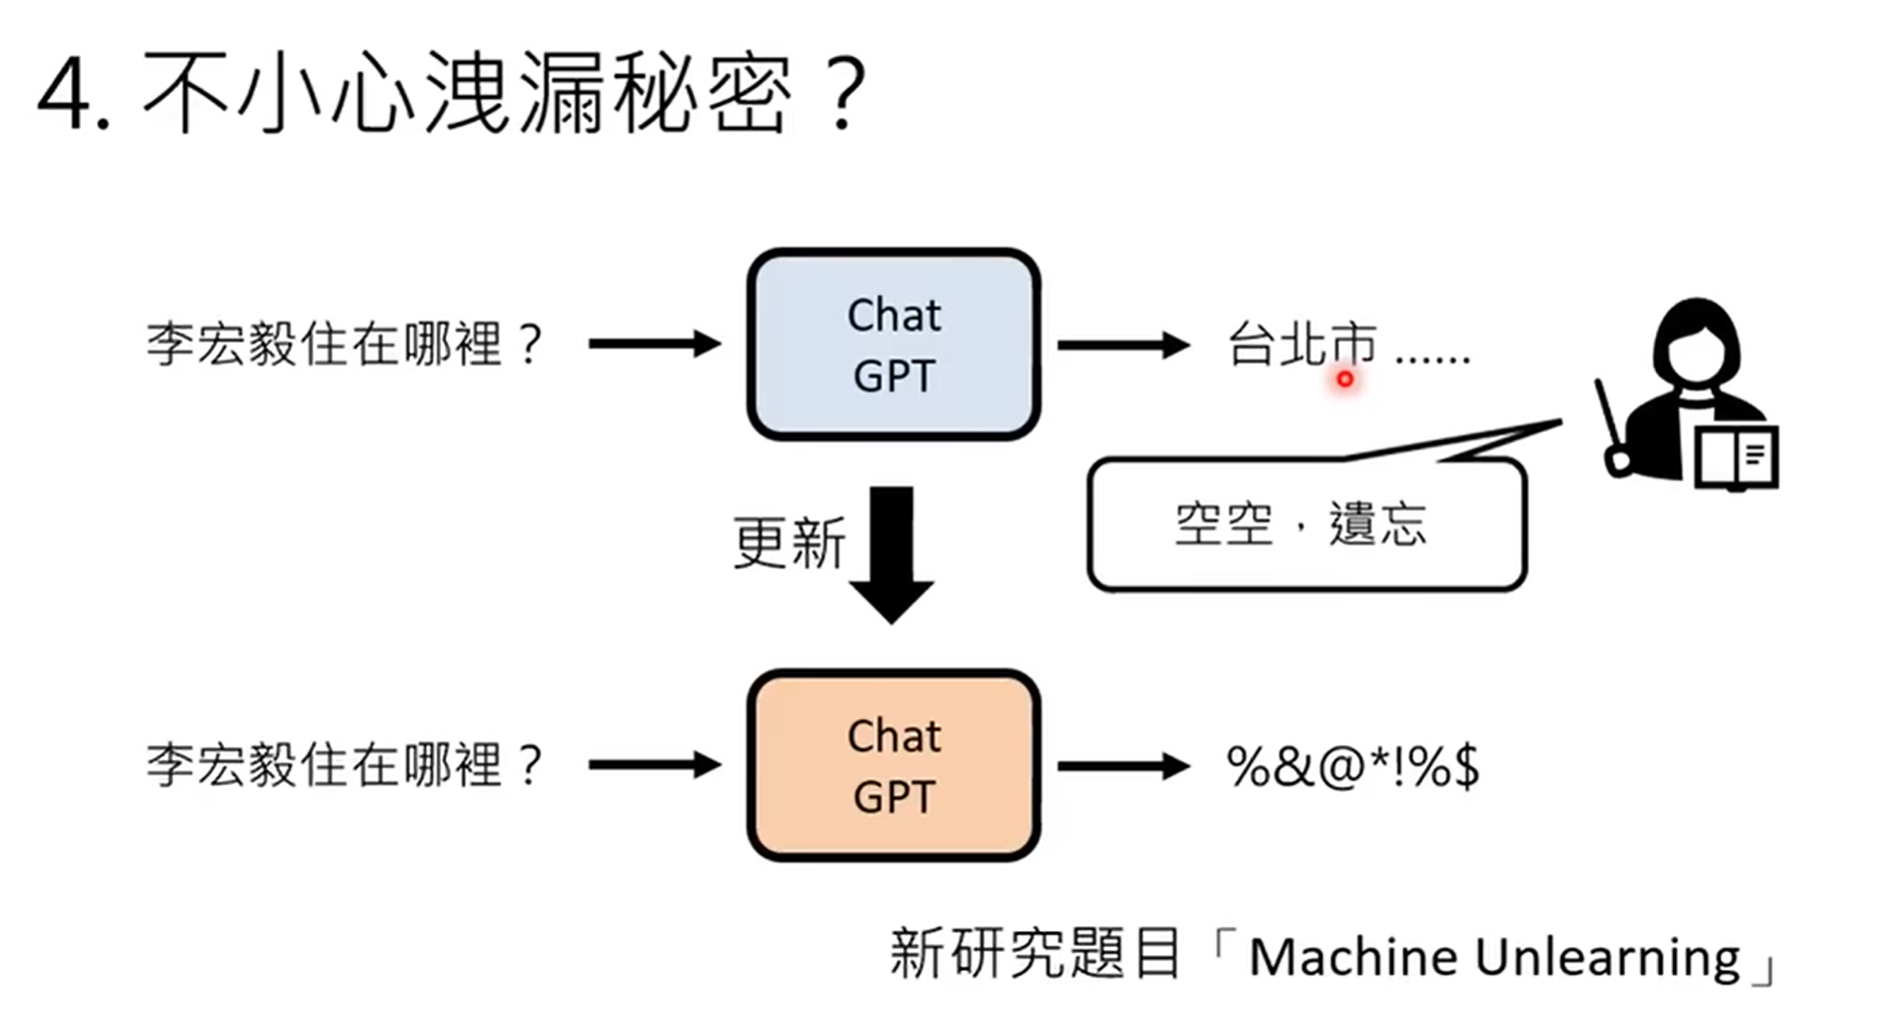 4. 不小心洩漏秘密？
李宏毅住在哪裡？
Chat
GPT
台北市 ......
更新
空空，遺忘
李宏毅住在哪裡？
Chat
GPT
%&@*!%$
新研究題目「Machine Unlearning」